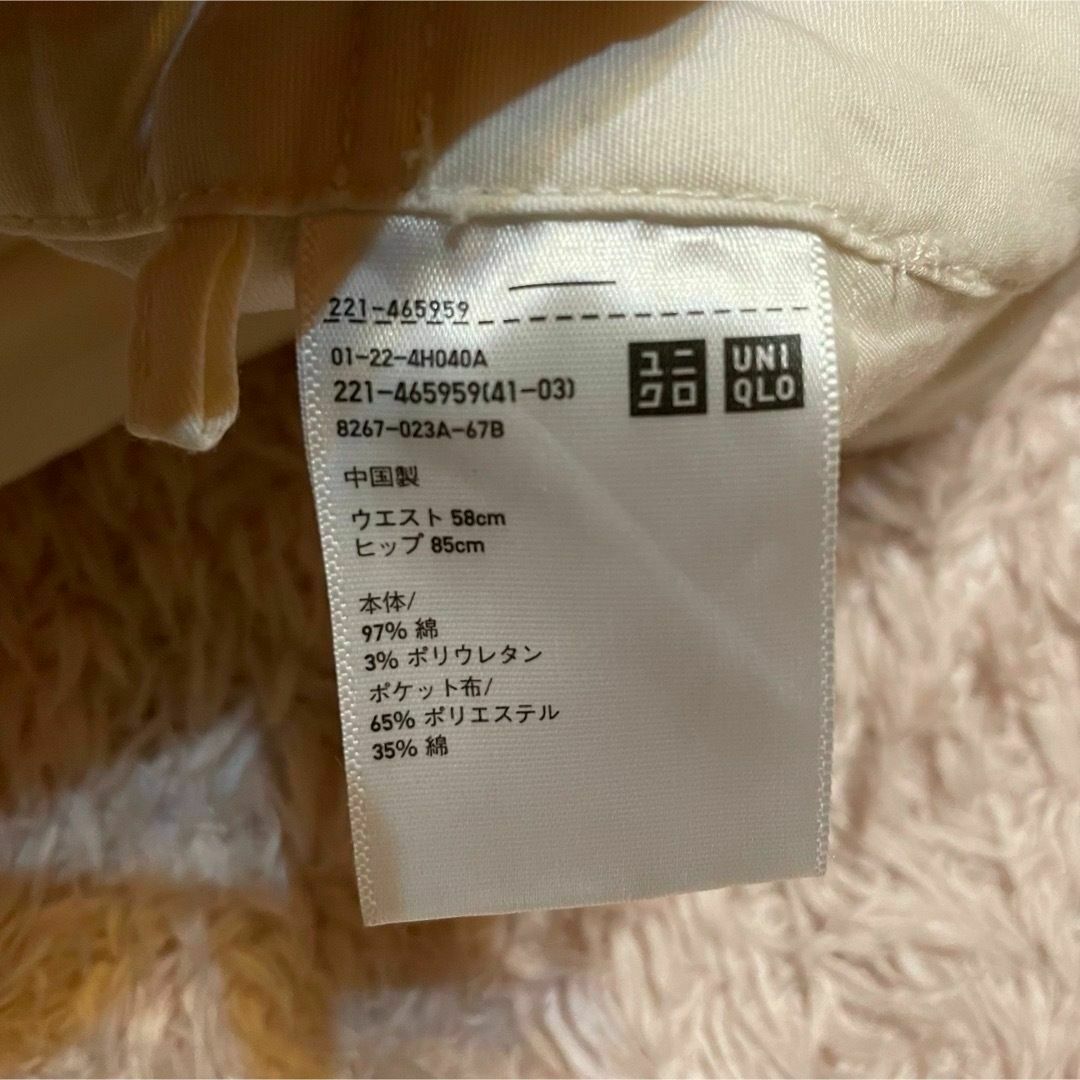 221-465959
01-22-4H040A
221-465959(41-03)
8267-023A-67B
ユニ
クロ
UNI
QLO
中国製
ウエスト 58cm
ヒップ 85cm
本体/
97% 綿
3% ポリウレタン
ポケット布/
65% ポリエステル
35% 綿